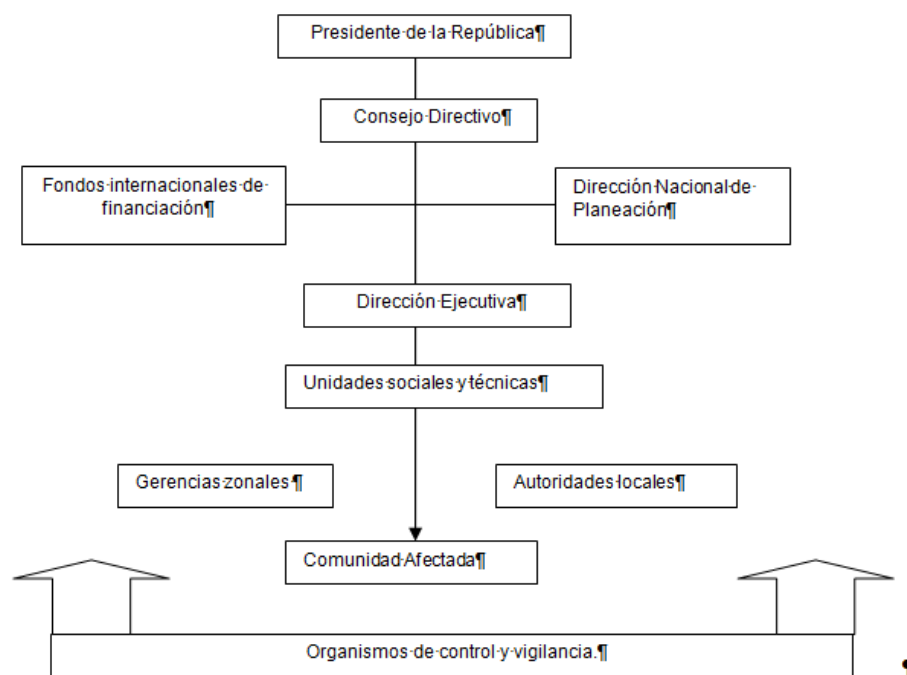 Presidente de la República¶
Consejo Directivo¶
Fondos internacionales de
financiación¶
Dirección Nacional de
Planeación¶
Dirección Ejecutiva¶
Unidades sociales y técnicas¶
Gerencias zonales ¶
Autoridades locales¶
Comunidad Afectada¶
Organismos de control y vigilancia.¶
¶